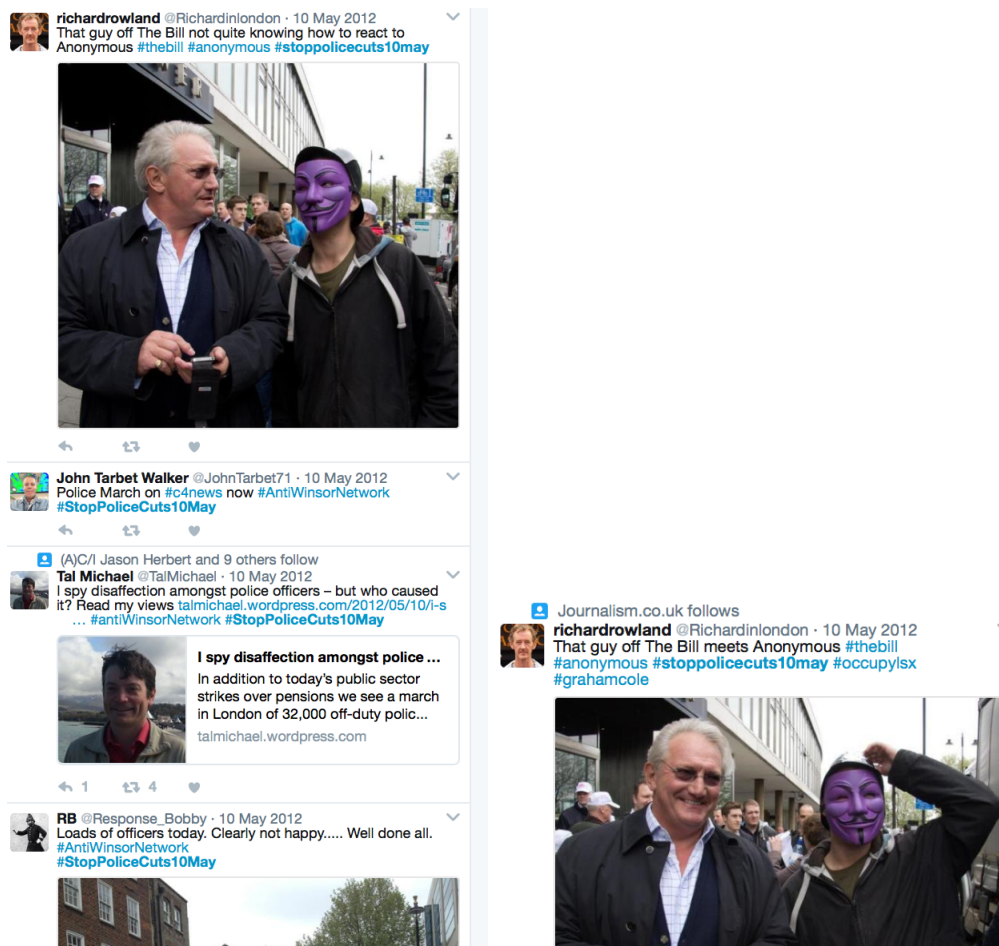 richardrowland @Richardinlondon · 10 May 2012
That guy off The Bill not quite knowing how to react to
Anonymous #thebill #anonymous #stoppolicecuts10may
John Tarbet Walker @JohnTarbet71 · 10 May 2012
Police March on #c4news now #AntiWinsorNetwork
#StopPoliceCuts10May
(A)C/I Jason Herbert and 9 others follow
Tal Michael @TalMichael · 10 May 2012
I spy disaffection amongst police officers – but who caused
it? Read my views talmichael.wordpress.com/2012/05/10/i-s
… #antiWinsorNetwork #StopPoliceCuts10May
I spy disaffection amongst police ...
In addition to today's public sector
strikes over pensions we see a march
in London of 32,000 off-duty polic...
talmichael.wordpress.com
1 4
RB @Response_Bobby · 10 May 2012
Loads of officers today. Clearly not happy..... Well done all.
#AntiWinsorNetwork
#StopPoliceCuts10May
Journalism.co.uk follows
richardrowland @Richardinlondon · 10 May 2012
That guy off The Bill meets Anonymous #thebill
#anonymous #stoppolicecuts10may #occupylsx
#grahamcole